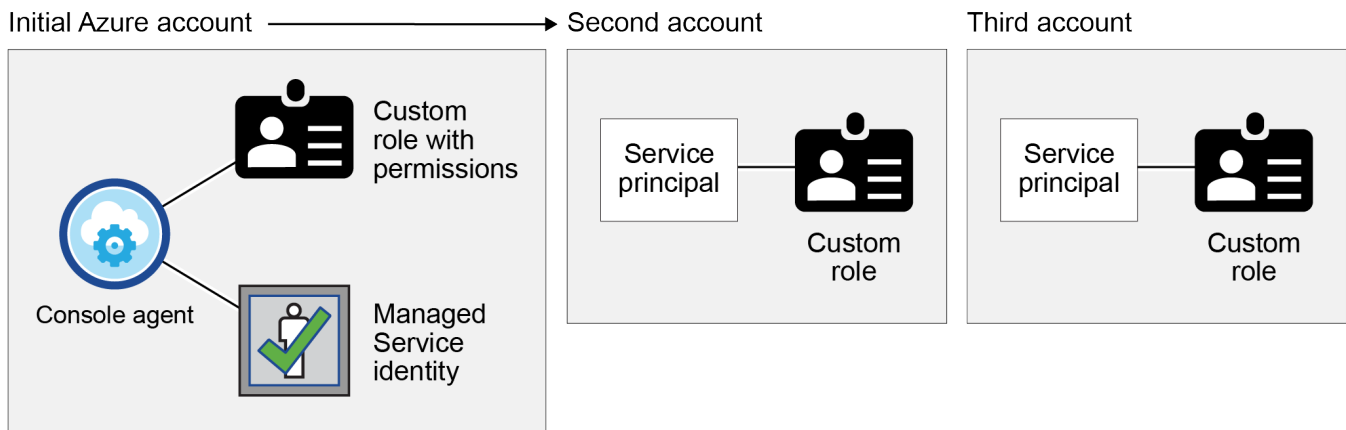 Initial Azure account
Second account
Third account
Custom
role with
permissions
Console agent
Managed
Service
identity
Service
principal
Custom
role
Service
principal
Custom
role